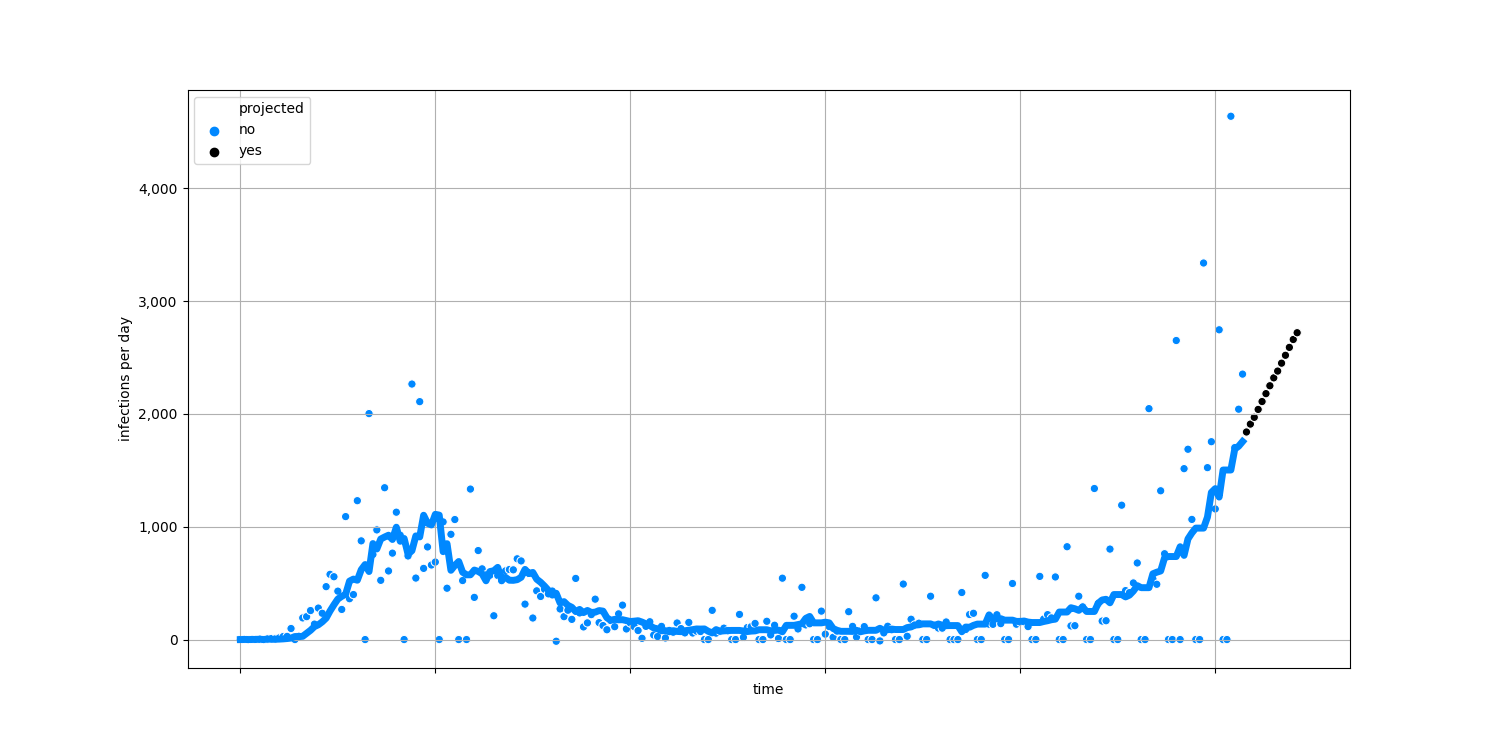 projected
no
yes
4,000
3,000
2,000
1,000
0
infections per day
time